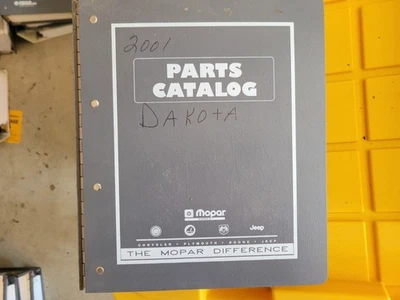 2001
PARTS
CATALOG
DAKOTA
Mopar
Jeep
CHRYSLER • PLYMOUTH • DODGE • JEEP
THE MOPAR DIFFERENCE